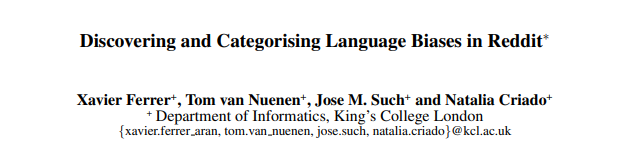 Discovering and Categorising Language Biases in Reddit*
Xavier Ferrer+, Tom van Nuenen+, Jose M. Such+ and Natalia Criado+
+ Department of Informatics, King's College London
{xavier.ferrer_aran, tom.van_nuenen, jose.such, natalia.criado}@kcl.ac.uk